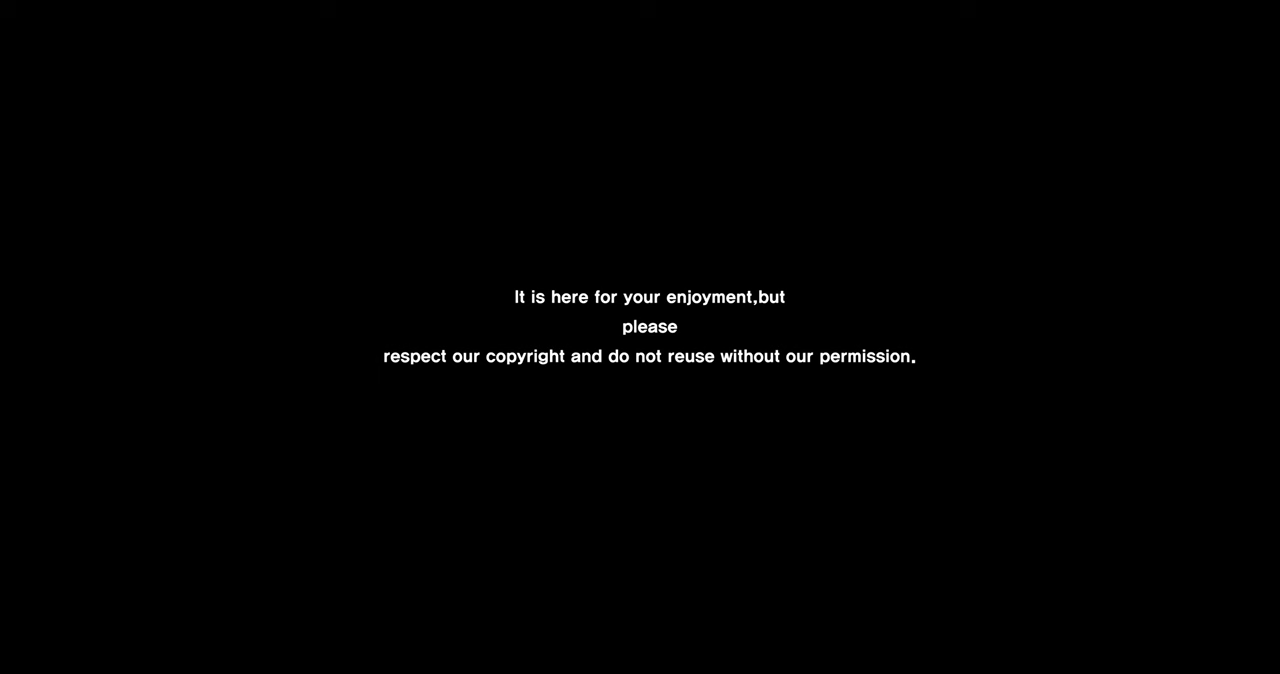 It is here for your enjoyment,but
please
respect our copyright and do not reuse without our permission.